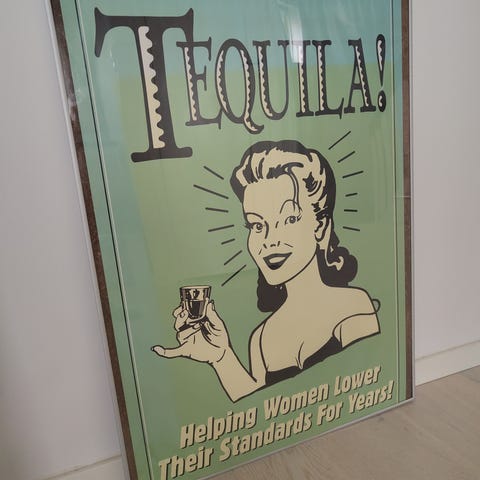 TEQUILA!
Helping Women Lower
Their Standards For Years!